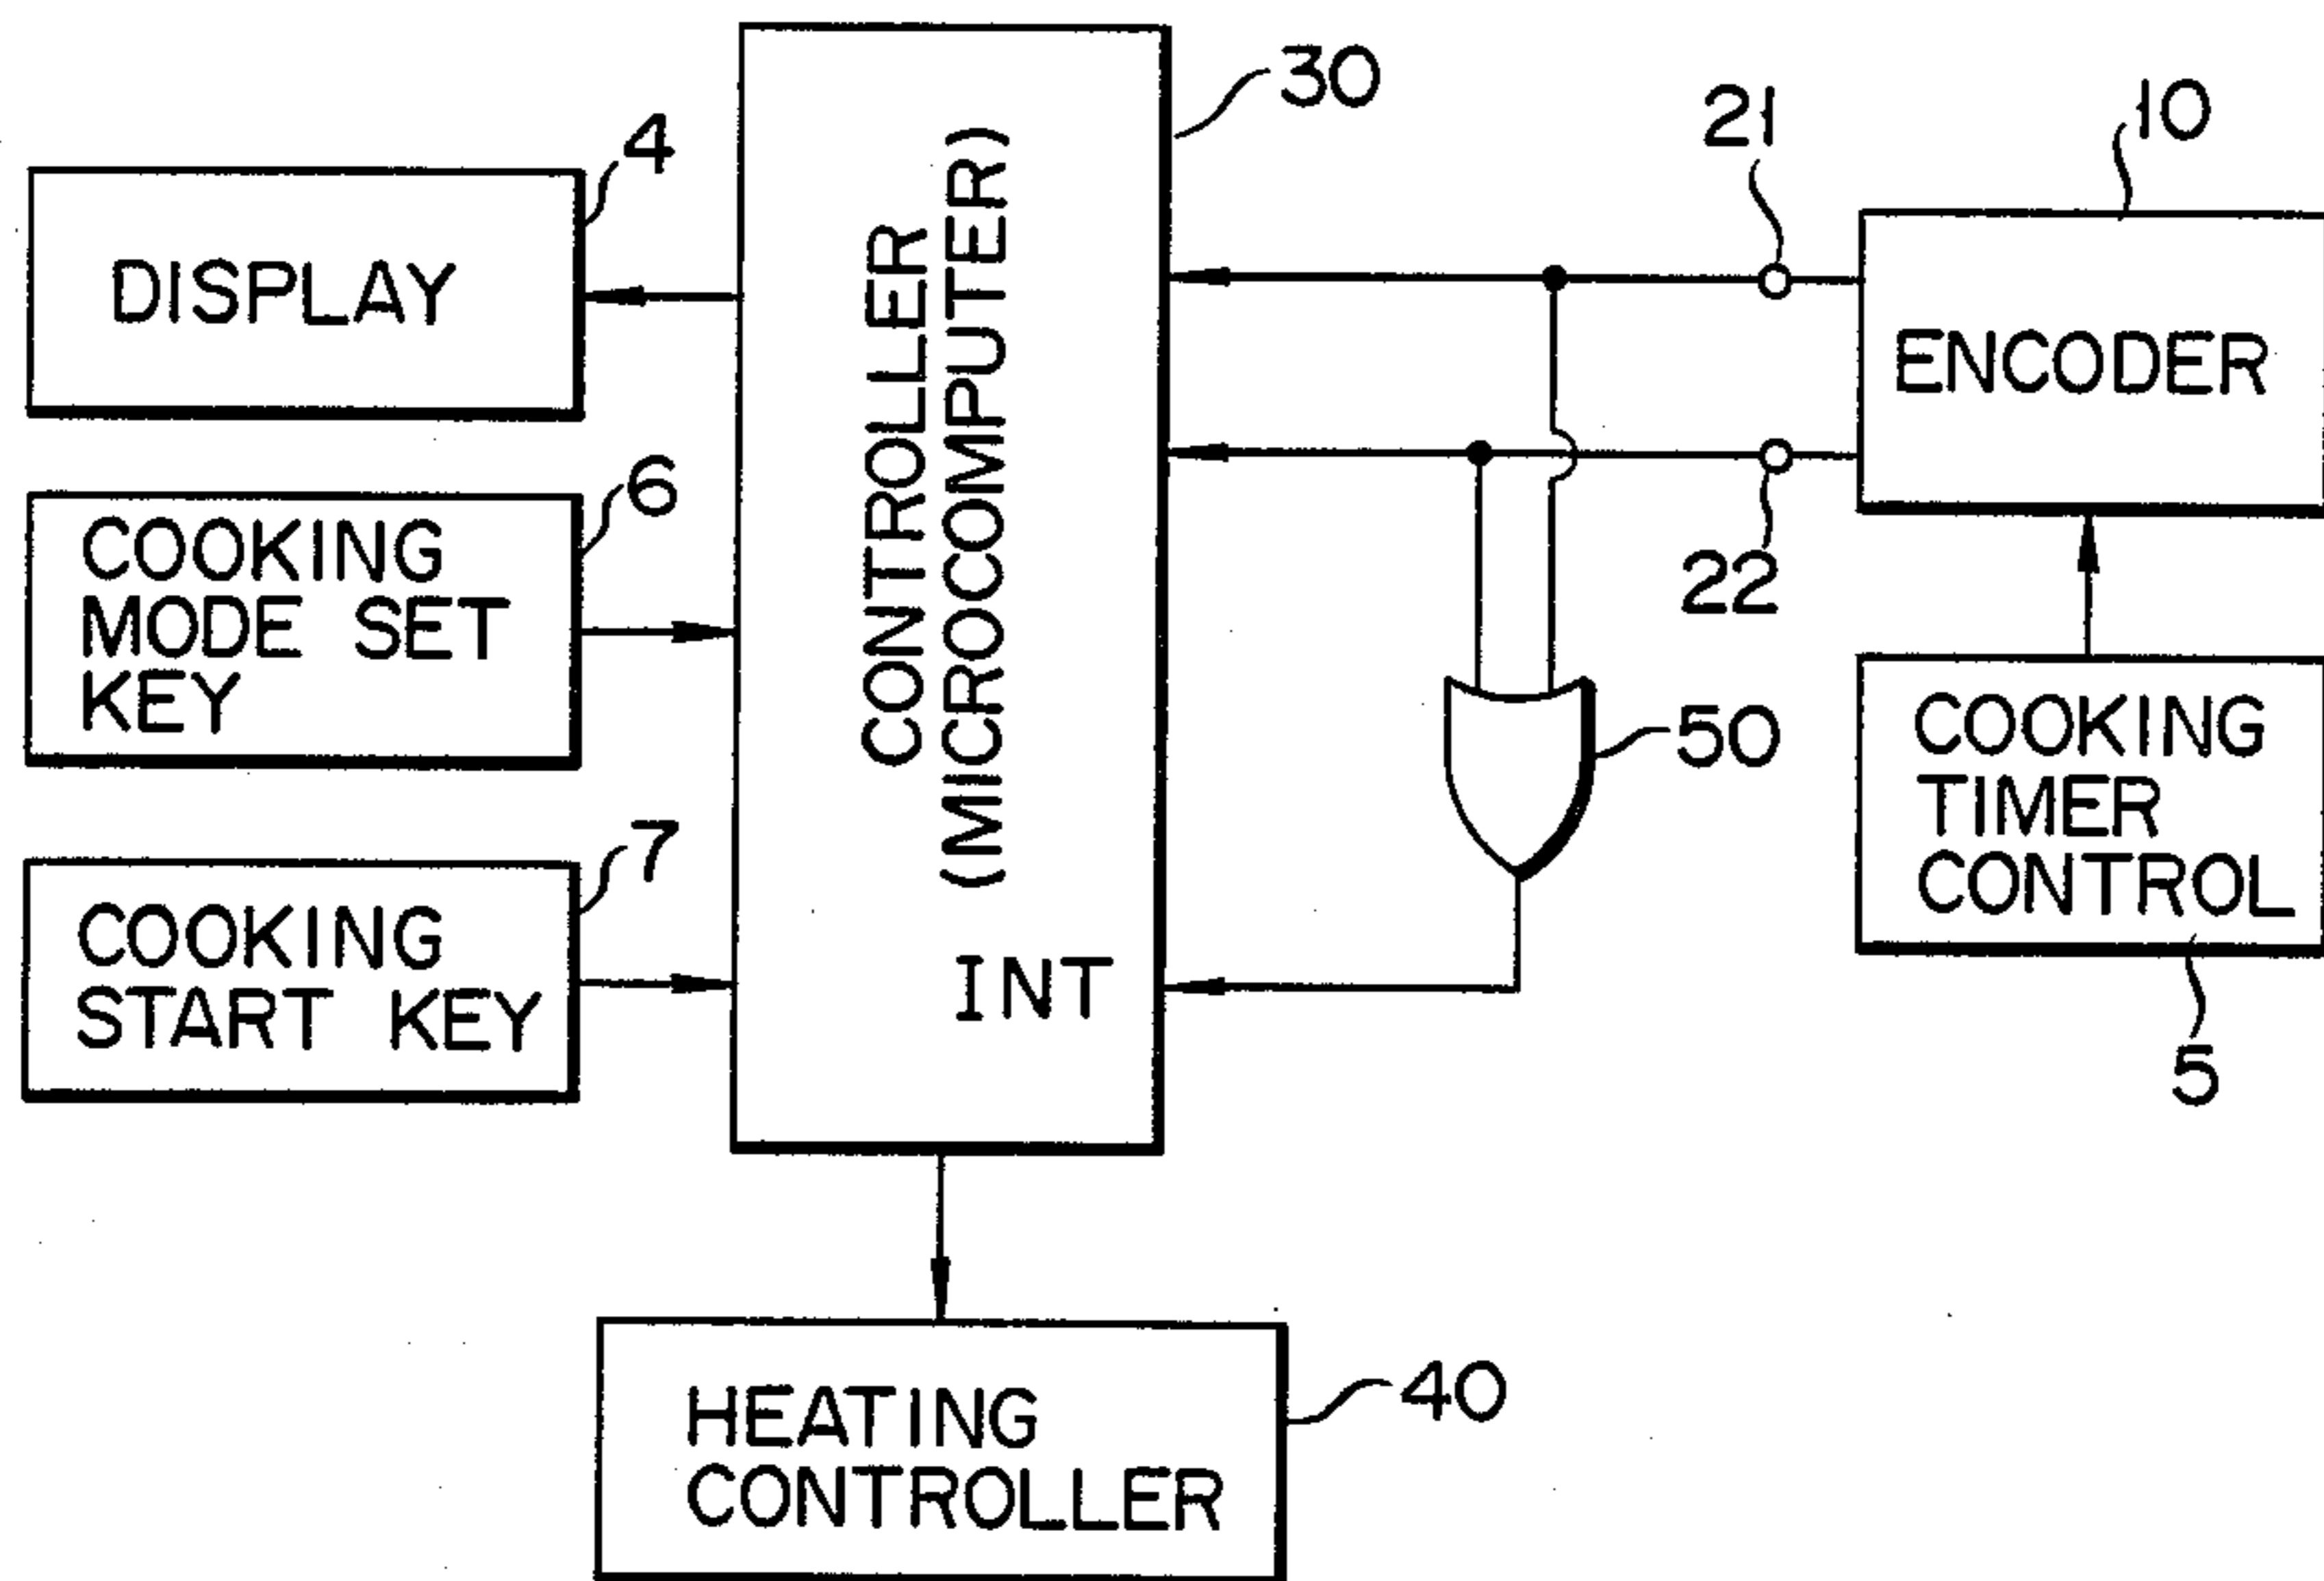 30
21
10
4
DISPLAY
ENCODER
CONTROLLER
(MICROCOMPUTER)
6
COOKING
MODE SET
KEY
22
50
COOKING
TIMER
CONTROL
7
COOKING
START KEY
INT
5
HEATING
CONTROLLER
40